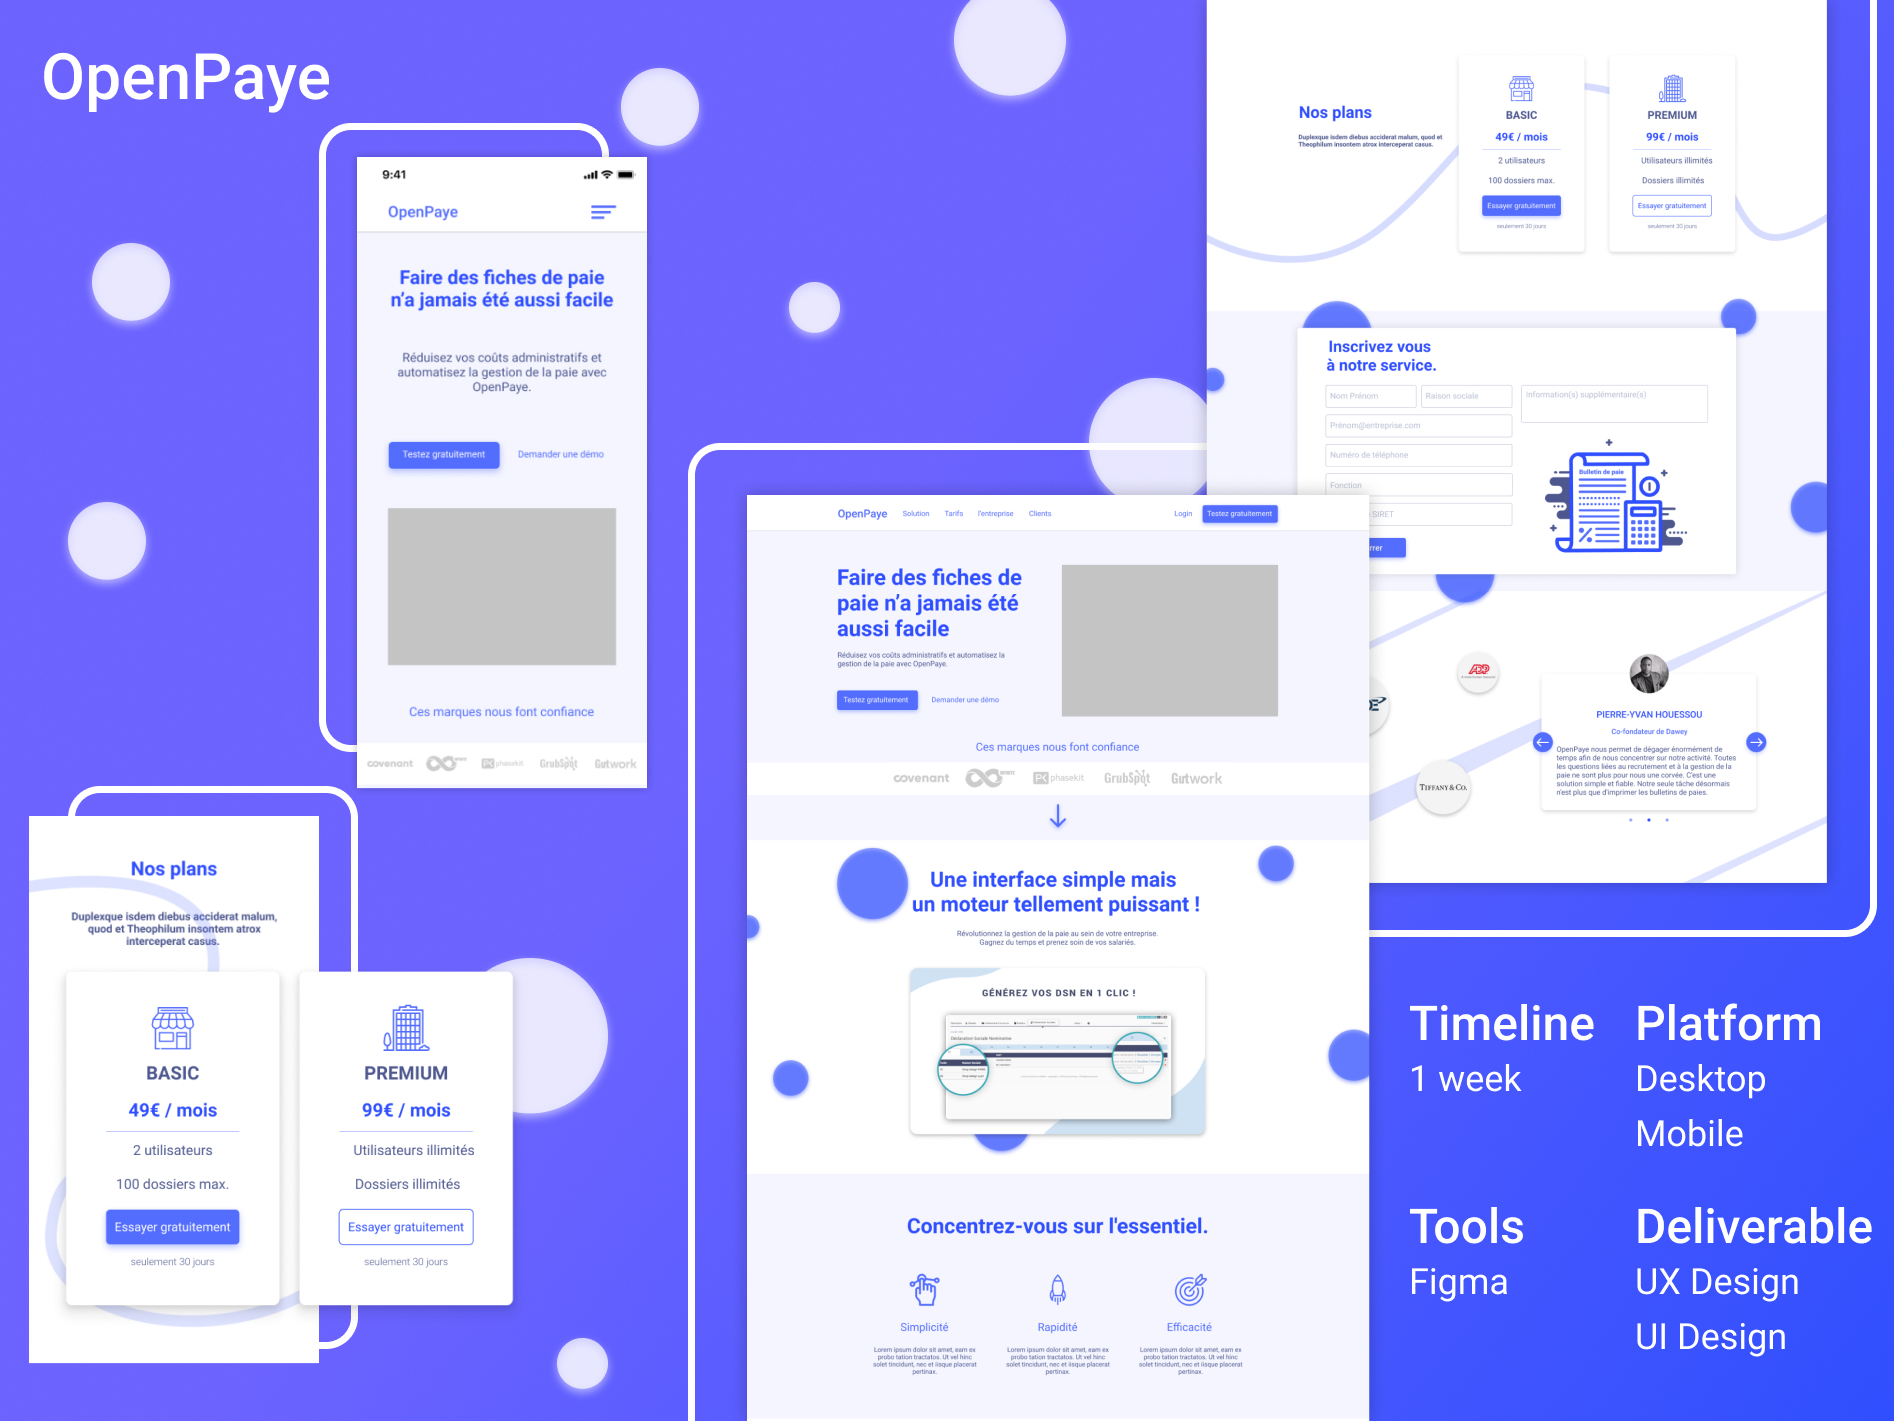 OpenPaye
9:41
OpenPaye
Faire des fiches de paie
n'a jamais été aussi facile
Réduisez vos coûts administratifs et
automatisez la gestion de la paie avec
OpenPaye.
Testez gratuitement
Demander une démo
Ces marques nous font confiance
covenant
phasekit
GrubSpot
Gutwork
Nos plans
Duplexque isdem diebus acciderat malum,
quod et Theophilum insontem atrox
interceperat casus.
BASIC
49€ / mois
2 utilisateurs
100 dossiers max.
Essayer gratuitement
seulement 30 jours
PREMIUM
99€ / mois
Utilisateurs illimités
Dossiers illimités
Essayer gratuitement
seulement 30 jours
OpenPaye Solution Tarifs l'entreprise Clients Login Testez gratuitement
Faire des fiches de
paie n'a jamais été
aussi facile
Réduisez vos coûts administratifs et automatisez la
gestion de la paie avec OpenPaye.
Testez gratuitement
Demander une démo
Ces marques nous font confiance
covenant
phasekit
GrubSpot
Gutwork
Une interface simple mais
un moteur tellement puissant !
Révolutionnez la gestion de la paie au sein de votre entreprise.
Gagnez du temps et prenez soin de vos salariés.
GÉNÉREZ VOS DSN EN 1 CLIC !
Déclaration Sociale Nominative
Concentrez-vous sur l'essentiel.
Simplicité
Lorem ipsum dolor sit amet, eam ex
probo tation tractatos. Ut vel hinc
solet tincidunt, nec et iisque placerat
pertinax.
Rapidité
Lorem ipsum dolor sit amet, eam ex
probo tation tractatos. Ut vel hinc
solet tincidunt, nec et iisque placerat
pertinax.
Efficacité
Lorem ipsum dolor sit amet, eam ex
probo tation tractatos. Ut vel hinc
solet tincidunt, nec et iisque placerat
pertinax.
Nos plans
Duplexque isdem diebus acciderat malum, quod et
Theophilum insontem atrox interceperat casus.
BASIC
49€ / mois
2 utilisateurs
100 dossiers max.
Essayer gratuitement
seulement 30 jours
PREMIUM
99€ / mois
Utilisateurs illimités
Dossiers illimités
Essayer gratuitement
seulement 30 jours
Inscrivez vous
à notre service.
Nom Prénom
Raison sociale
Information(s) supplémentaire(s)
Prénom@entreprise.com
Numéro de téléphone
Fonction
SIRET
rrer
Bulletin de paie
ADP
TIFFANY & CO.
PIERRE-YVAN HOUESSOU
Co-fondateur de Dawey
OpenPaye nous permet de dégager énormément de
temps afin de nous concentrer sur notre activité. Toutes
les questions liées au recrutement et à la gestion de la
paie ne sont plus pour nous une corvée. C'est une
solution simple et fiable. Notre seule tâche désormais
n'est plus que d'imprimer les bulletins de paies.
Timeline
1 week
Platform
Desktop
Mobile
Tools
Figma
Deliverable
UX Design
UI Design